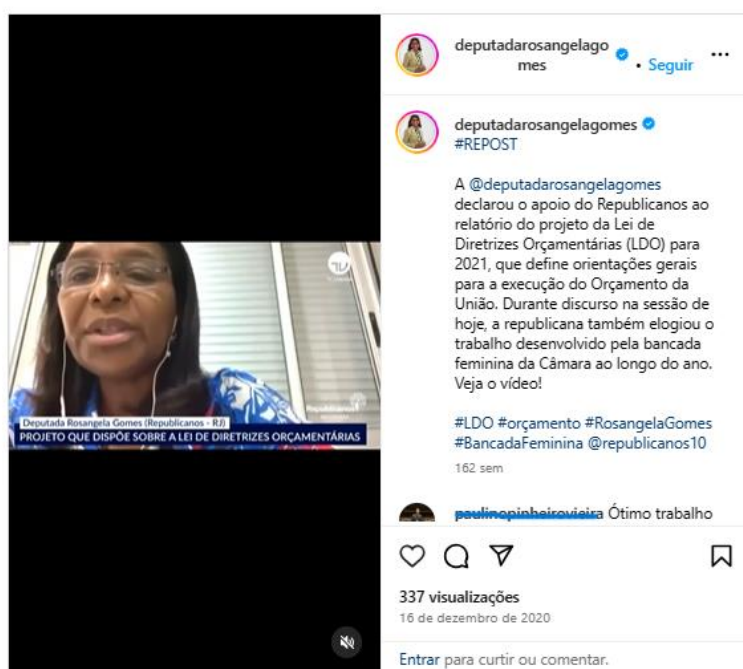 deputadarosangelago
mes
• Seguir
deputadarosangelagomes
#REPOST
A @deputadarosangelagomes
declarou o apoio do Republicanos ao
relatório do projeto da Lei de
Diretrizes Orçamentárias (LDO) para
2021, que define orientações gerais
para a execução do Orçamento da
União. Durante discurso na sessão de
hoje, a republicana também elogiou o
trabalho desenvolvido pela bancada
feminina da Câmara ao longo do ano.
Veja o vídeo!
#LDO #orçamento #RosangelaGomes
#BancadaFeminina @republicanos10
162 sem
paulinopinheirovieira Ótimo trabalho
337 visualizações
16 de dezembro de 2020
Entrar para curtir ou comentar.
Republicanos
Deputada Rosangela Gomes (Republicanos - RJ)
PROJETO QUE DISPÕE SOBRE A LEI DE DIRETRIZES ORÇAMENTÁRIAS